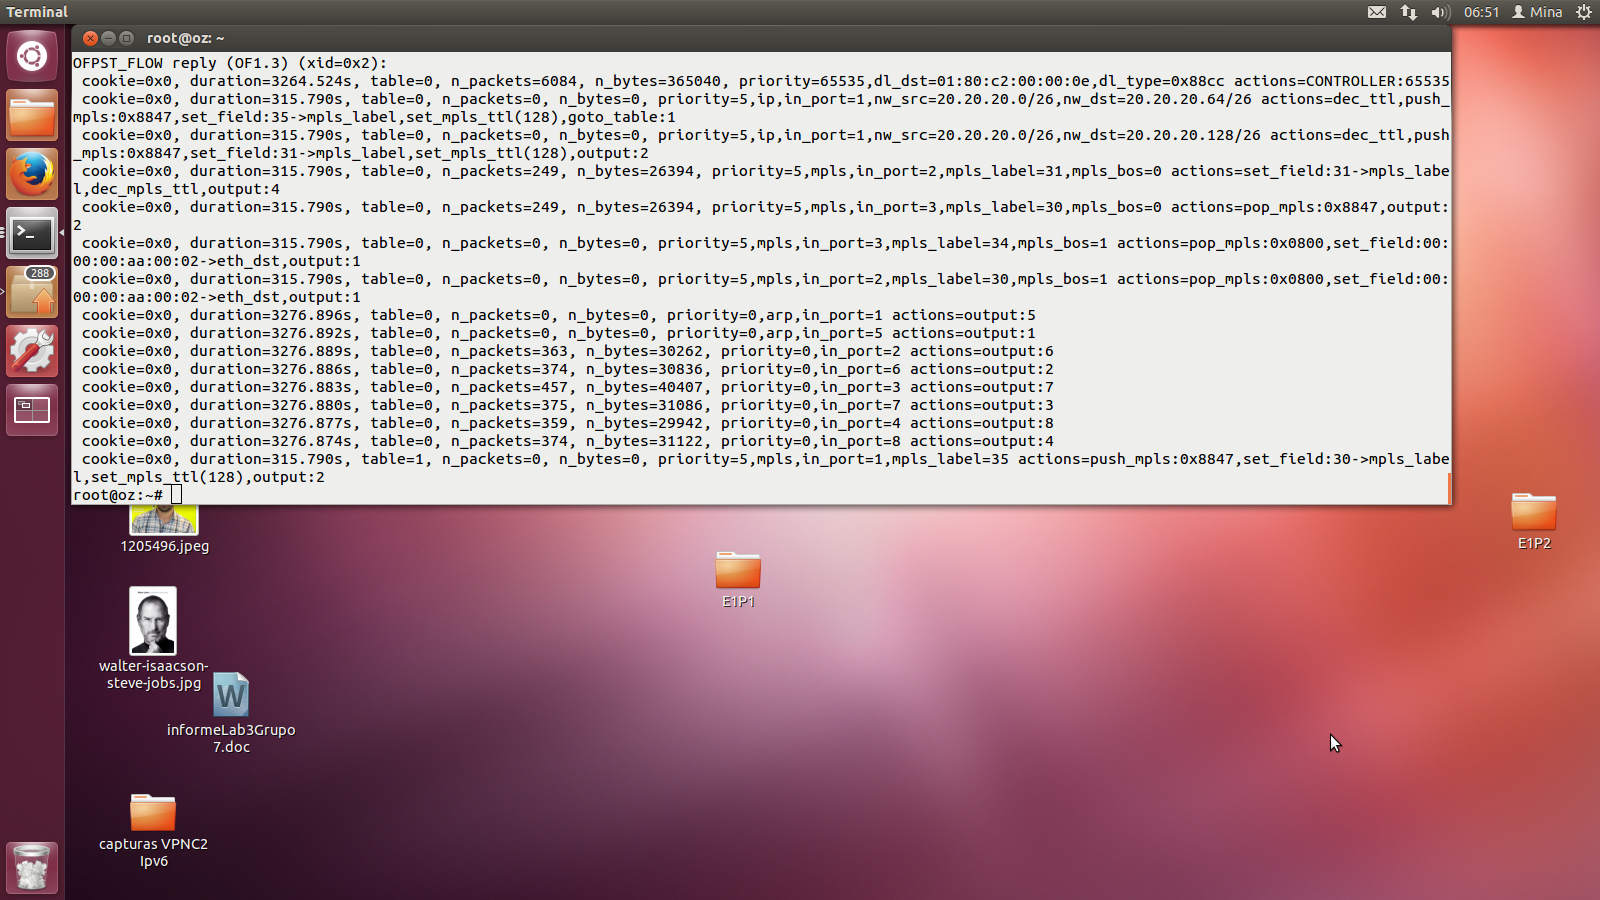 Terminal
06:51
Mina
root@oz: ~
OFPST_FLOW reply (OF1.3) (xid=0x2):
cookie=0x0, duration=3264.524s, table=0, n_packets=6084, n_bytes=365040, priority=65535,dl_dst=01:80:c2:00:00:0e,dl_type=0x88cc actions=CONTROLLER:65535
cookie=0x0, duration=315.790s, table=0, n_packets=0, n_bytes=0, priority=5,ip,in_port=1,nw_src=20.20.20.0/26,nw_dst=20.20.20.64/26 actions=dec_ttl,push_
mpls:0x8847,set_field:35->mpls_label,set_mpls_ttl(128),goto_table:1
cookie=0x0, duration=315.790s, table=0, n_packets=0, n_bytes=0, priority=5,ip,in_port=1,nw_src=20.20.20.0/26,nw_dst=20.20.20.128/26 actions=dec_ttl,push
_mpls:0x8847,set_field:31->mpls_label,set_mpls_ttl(128),output:2
cookie=0x0, duration=315.790s, table=0, n_packets=249, n_bytes=26394, priority=5,mpls,in_port=2,mpls_label=31,mpls_bos=0 actions=set_field:31->mpls_labe
l,dec_mpls_ttl,output:4
cookie=0x0, duration=315.790s, table=0, n_packets=249, n_bytes=26394, priority=5,mpls,in_port=3,mpls_label=30,mpls_bos=0 actions=pop_mpls:0x8847,output:
2
cookie=0x0, duration=315.790s, table=0, n_packets=0, n_bytes=0, priority=5,mpls,in_port=3,mpls_label=34,mpls_bos=1 actions=pop_mpls:0x0800,set_field:00:
00:00:aa:00:02->eth_dst,output:1
cookie=0x0, duration=315.790s, table=0, n_packets=0, n_bytes=0, priority=5,mpls,in_port=2,mpls_label=30,mpls_bos=1 actions=pop_mpls:0x0800,set_field:00:
00:00:aa:00:02->eth_dst,output:1
cookie=0x0, duration=3276.896s, table=0, n_packets=0, n_bytes=0, priority=0,arp,in_port=1 actions=output:5
cookie=0x0, duration=3276.892s, table=0, n_packets=0, n_bytes=0, priority=0,arp,in_port=5 actions=output:1
cookie=0x0, duration=3276.889s, table=0, n_packets=363, n_bytes=30262, priority=0,in_port=2 actions=output:6
cookie=0x0, duration=3276.886s, table=0, n_packets=374, n_bytes=30836, priority=0,in_port=6 actions=output:2
cookie=0x0, duration=3276.883s, table=0, n_packets=457, n_bytes=40407, priority=0,in_port=3 actions=output:7
cookie=0x0, duration=3276.880s, table=0, n_packets=375, n_bytes=31086, priority=0,in_port=7 actions=output:3
cookie=0x0, duration=3276.877s, table=0, n_packets=359, n_bytes=29942, priority=0,in_port=4 actions=output:8
cookie=0x0, duration=3276.874s, table=0, n_packets=374, n_bytes=31122, priority=0,in_port=8 actions=output:4
cookie=0x0, duration=315.790s, table=1, n_packets=0, n_bytes=0, priority=5,mpls,in_port=1,mpls_label=35 actions=push_mpls:0x8847,set_field:30->mpls_labe
l,set_mpls_ttl(128),output:2
root@oz:~#
288
1205496.jpeg
E1P2
E1P1
walter-isaacson-
steve-jobs.jpg
W
informeLab3Grupo
7.doc
capturas VPNC2
Ipv6